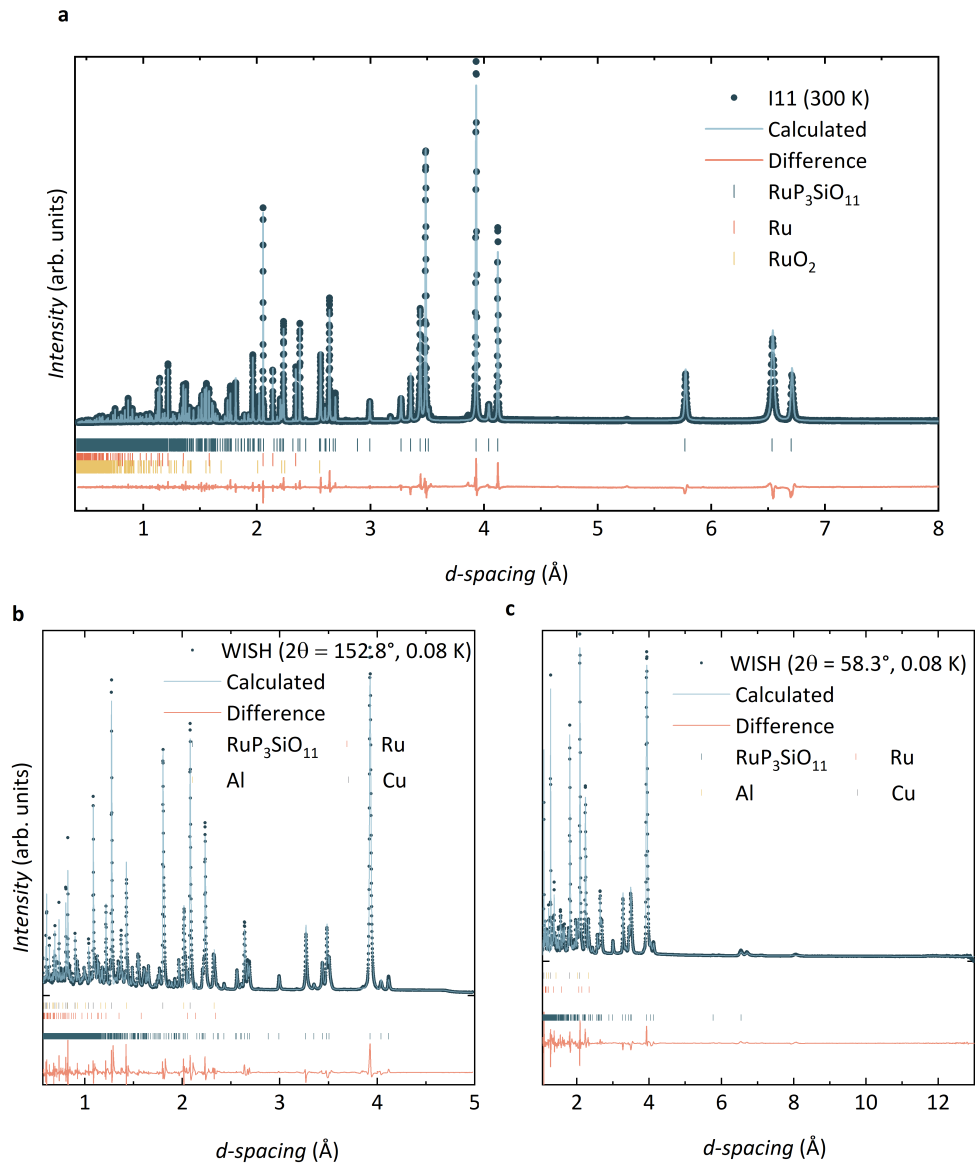 a
I11 (300 K)
Calculated
Difference
RuP₃SiO₁₁
Ru
RuO₂
Intensity (arb. units)
1 2 3 4 5 6 7 8
d-spacing (Å)
b
WISH (2θ = 152.8°, 0.08 K)
Calculated
Difference
RuP₃SiO₁₁ Ru
Al Cu
Intensity (arb. units)
1 2 3 4 5
d-spacing (Å)
c
WISH (2θ = 58.3°, 0.08 K)
Calculated
Difference
RuP₃SiO₁₁ Ru
Al Cu
2 4 6 8 10 12
d-spacing (Å)